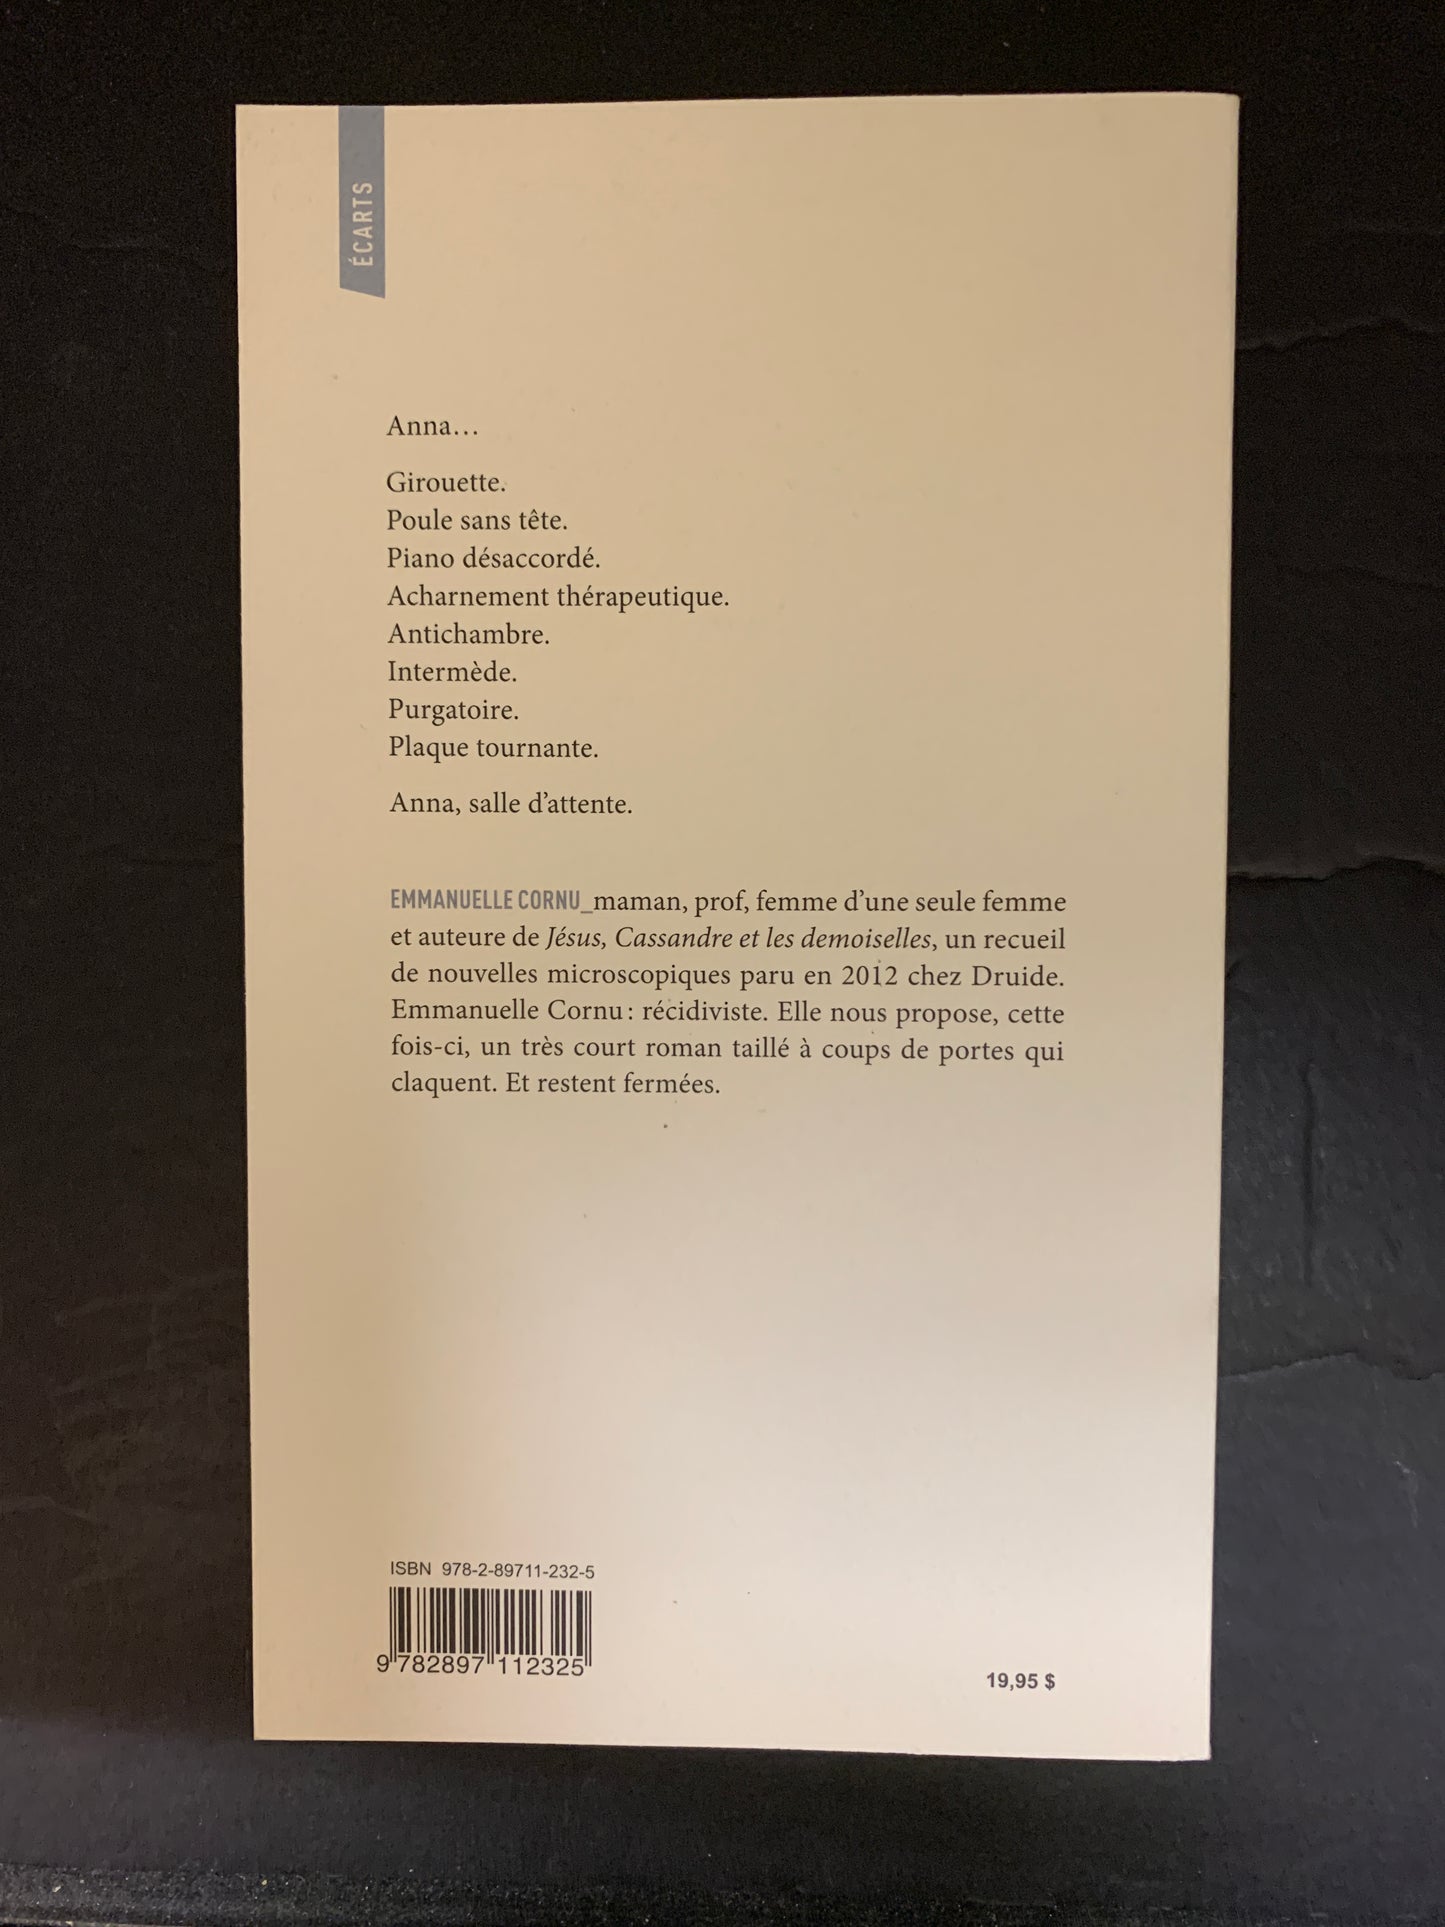 ÉCARTS
Anna…
Girouette.
Poule sans tête.
Piano désaccordé.
Acharnement thérapeutique.
Antichambre.
Intermède.
Purgatoire.
Plaque tournante.
Anna, salle d’attente.
EMMANUELLE CORNU_maman, prof, femme d’une seule femme
et auteure de Jésus, Cassandre et les demoiselles, un recueil
de nouvelles microscopiques paru en 2012 chez Druide.
Emmanuelle Cornu : récidiviste. Elle nous propose, cette
fois-ci, un très court roman taillé à coups de portes qui
claquent. Et restent fermées.
ISBN 978-2-89711-232-5
9 782897 112325
19,95 $